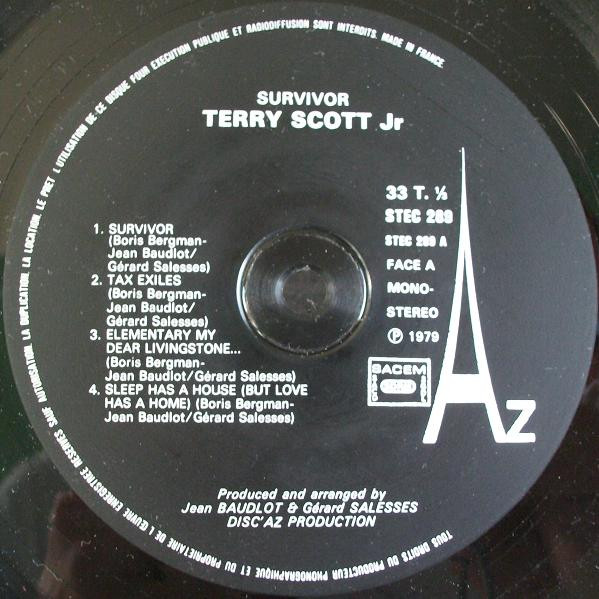 TOUS DROITS DU PRODUCTEUR PHONOGRAPHIQUE ET DU PROPRIETAIRE DE L'ŒUVRE ENREGISTREE RESERVES SAUF AUTORISATION. LA DUPLICATION. LA LOCATION. LE PRET L'UTILISATION DE CE DISQUE POUR EXECUTION PUBLIQUE ET RADIODIFFUSION SONT INTERDITS. MADE IN FRANCE
SURVIVOR
TERRY SCOTT Jr
33 T. ⅓
STEC 289
STEC 289 A
FACE A
MONO-
STEREO
℗ 1979
1. SURVIVOR
(Boris Bergman-
Jean Baudlot/
Gérard Salesses)
2. TAX EXILES
(Boris Bergman-
Jean Baudlot/
Gérard Salesses)
3. ELEMENTARY MY
DEAR LIVINGSTONE...
(Boris Bergman-
Jean Baudlot/Gérard Salesses)
4. SLEEP HAS A HOUSE (BUT LOVE
HAS A HOME) (Boris Bergman-
Jean Baudlot/Gérard Salesses)
SACEM
AZ
Produced and arranged by
Jean BAUDLOT & Gérard SALESSES
DISC'AZ PRODUCTION